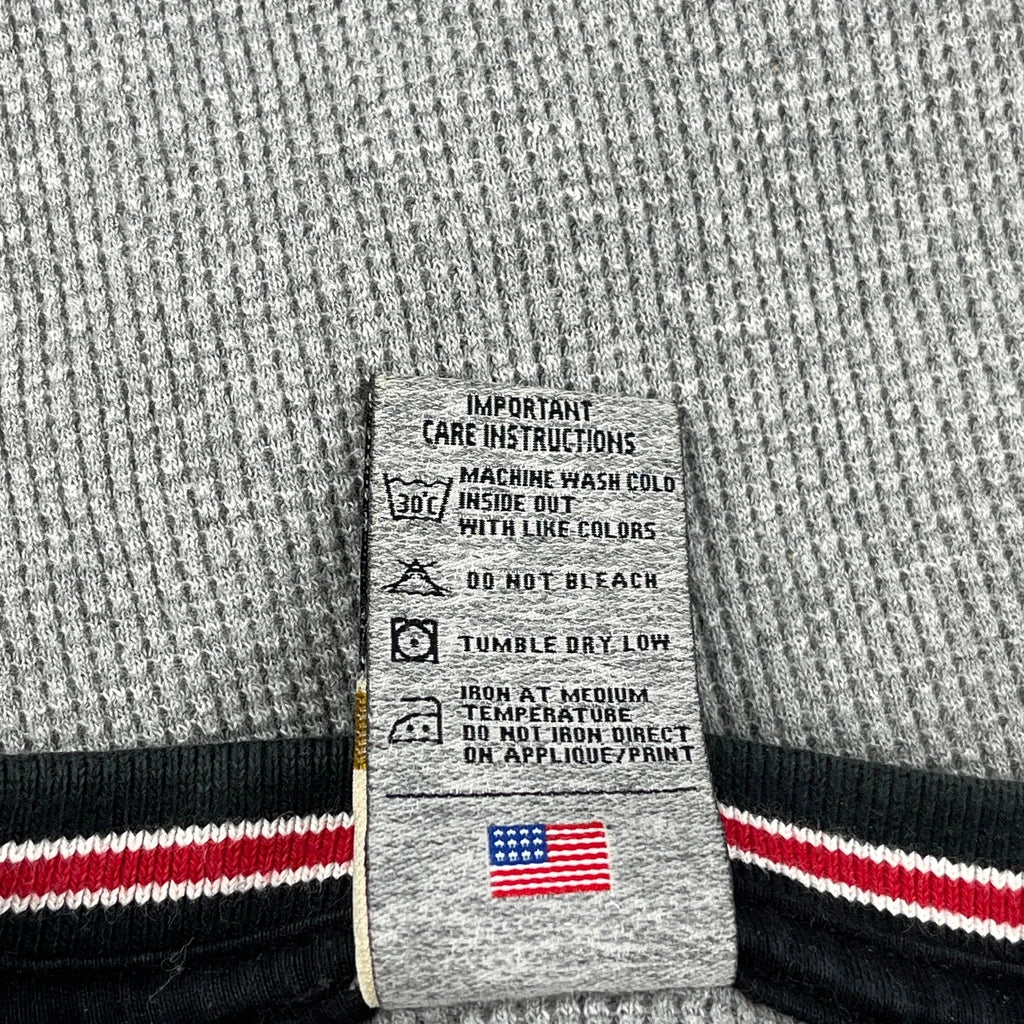 IMPORTANT
CARE INSTRUCTIONS
30°C
MACHINE WASH COLD
INSIDE OUT
WITH LIKE COLORS
DO NOT BLEACH
TUMBLE DRY LOW
IRON AT MEDIUM
TEMPERATURE
DO NOT IRON DIRECT
ON APPLIQUE/PRINT